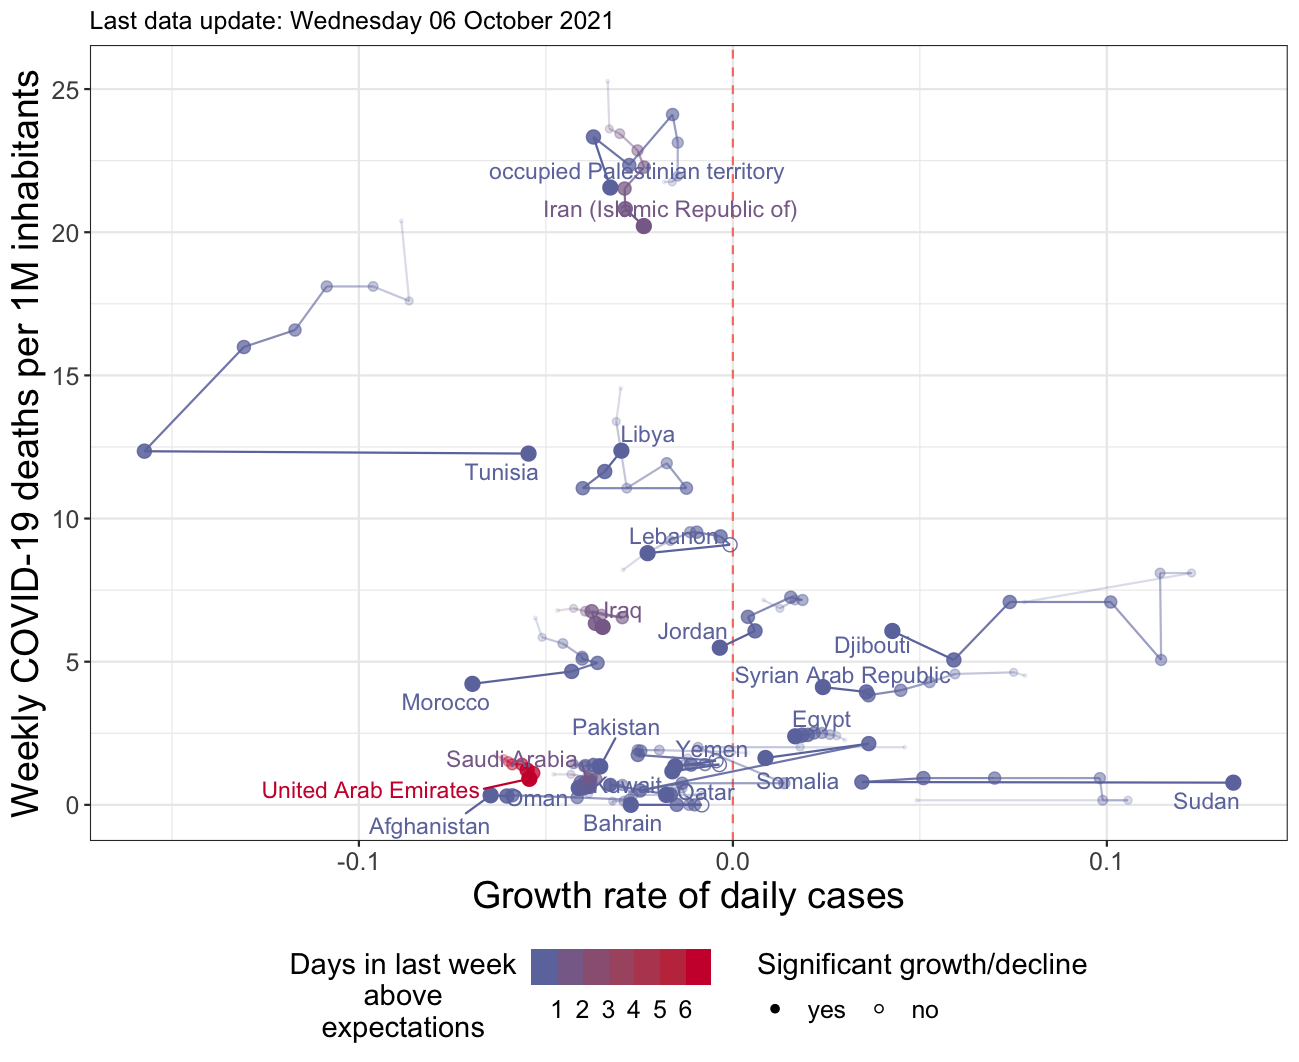 Last data update: Wednesday 06 October 2021
Weekly COVID-19 deaths per 1M inhabitants
25
20
15
10
5
0
occupied Palestinian territory
Iran (Islamic Republic of)
Libya
Tunisia
Lebanon
Iraq
Jordan
Djibouti
Syrian Arab Republic
Morocco
Egypt
Pakistan
Yemen
Saudi Arabia
Somalia
Kuwait
United Arab Emirates
Oman
Qatar
Sudan
Afghanistan
Bahrain
-0.1
0.0
0.1
Growth rate of daily cases
Days in last week
above
expectations
1 2 3 4 5 6
Significant growth/decline
yes
no